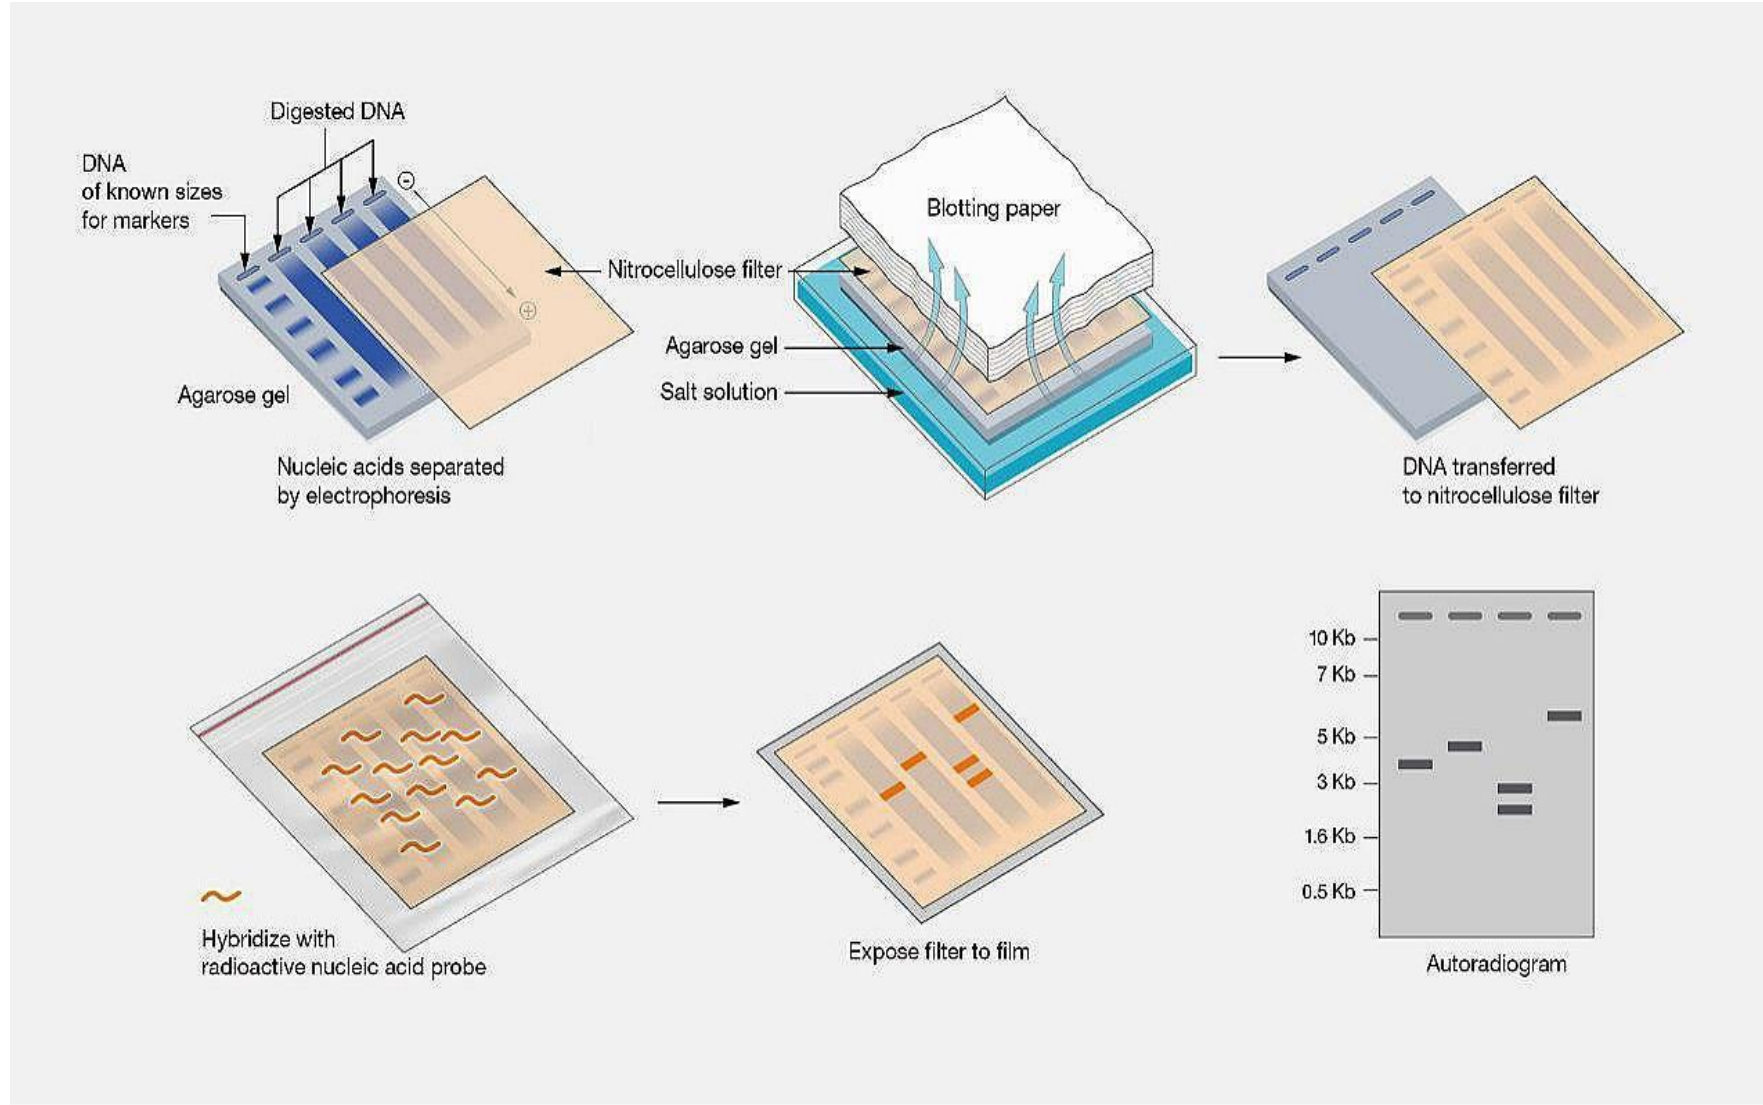 Digested DNA
DNA
of known sizes
for markers
⊖
⊕
Agarose gel
Nucleic acids separated
by electrophoresis
Blotting paper
Nitrocellulose filter
Agarose gel
Salt solution
DNA transferred
to nitrocellulose filter
Hybridize with
radioactive nucleic acid probe
Expose filter to film
10 Kb
7 Kb
5 Kb
3 Kb
1.6 Kb
0.5 Kb
Autoradiogram